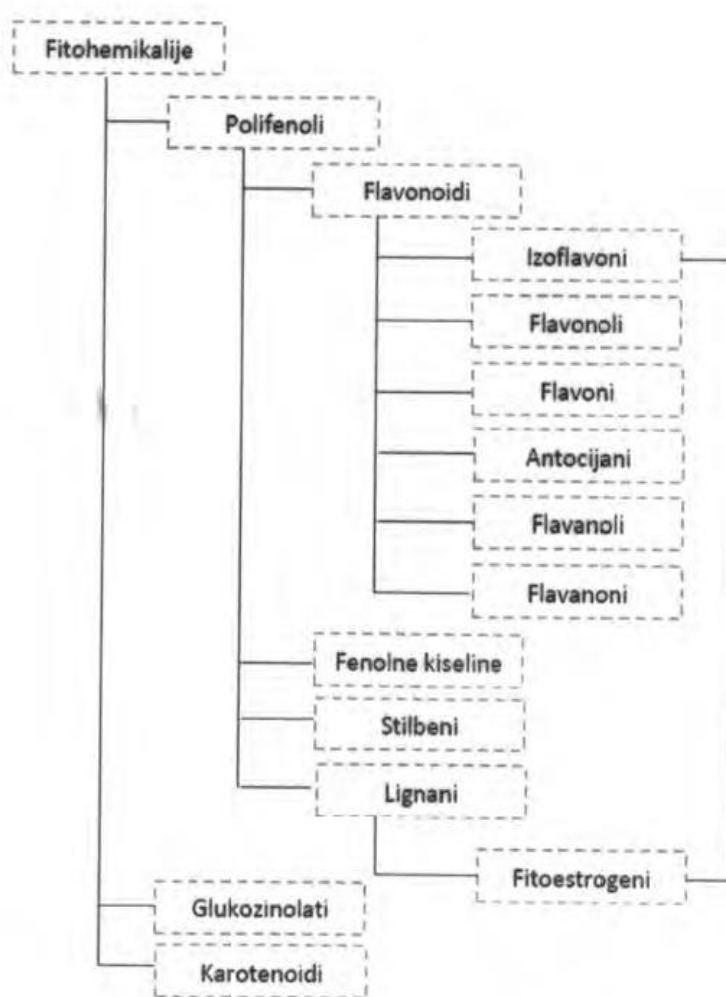 Fitohemikalije
Polifenoli
Flavonoidi
Izoflavoni
Flavonoli
Flavoni
Antocijani
Flavanoli
Flavanoni
Fenolne kiseline
Stilbeni
Lignani
Fitoestrogeni
Glukozinolati
Karotenoidi